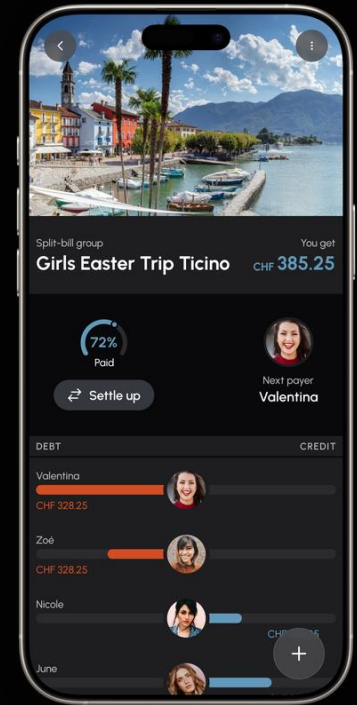 Split-bill group
You get
Girls Easter Trip Ticino
CHF 385.25
72%
Paid
Settle up
Next payer
Valentina
DEBT
CREDIT
Valentina
CHF 328.25
Zoé
CHF 328.25
Nicole
June